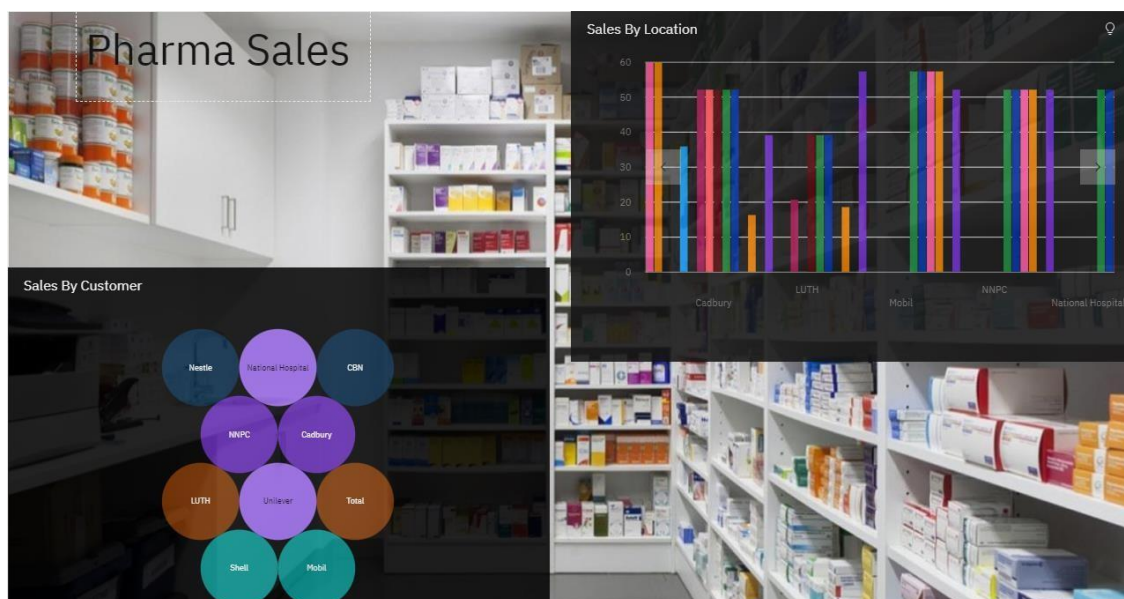 Pharma Sales
Sales By Location
60
50
40
30
20
10
0
Cadbury
LUTH
Mobil
NNPC
National Hospital
Sales By Customer
Nestle
National Hospital
CBN
NNPC
Cadbury
LUTH
Unilever
Total
Shell
Mobil